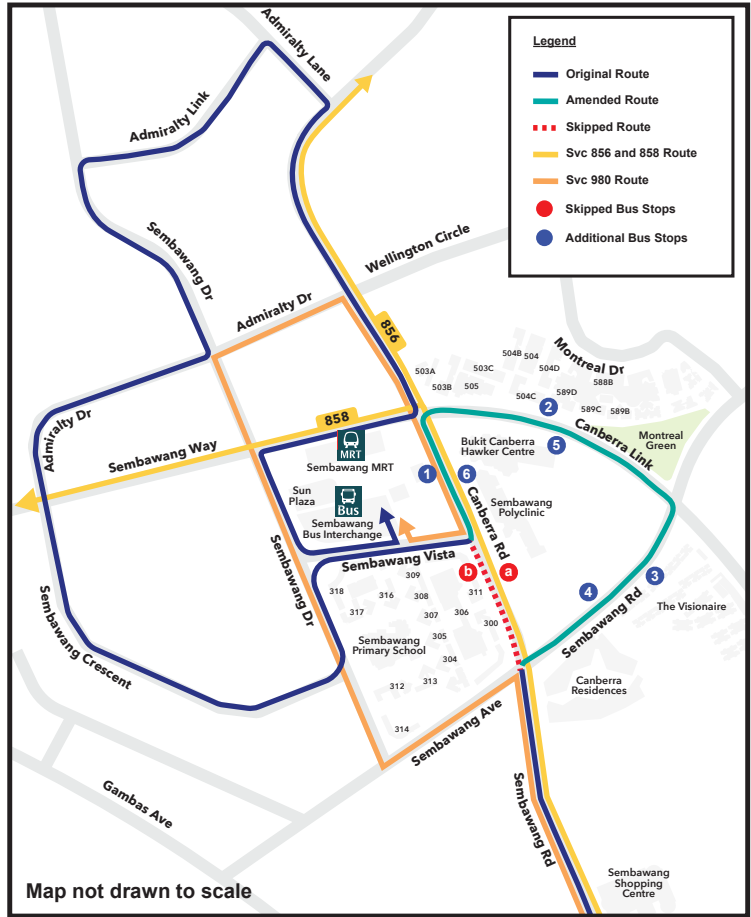 Legend
Original Route
Amended Route
Skipped Route
Svc 856 and 858 Route
Svc 980 Route
Skipped Bus Stops
Additional Bus Stops
Admiralty Lane
Admiralty Link
Sembawang Dr
Wellington Circle
Admiralty Dr
856
Montreal Dr
503A
503B
503C
505
504B
504
504D
504C
589D
588B
589C
589B
2
Canberra Link
Montreal
Green
858
Admiralty Dr
Sembawang Way
MRT
Sembawang MRT
Sun
Plaza
Bus
Sembawang
Bus Interchange
Bukit Canberra
Hawker Centre
5
1
6
Canberra Rd
Sembawang
Polyclinic
Sembawang Vista
b
a
3
4
Sembawang Rd
The Visionaire
Sembawang Dr
309
318
316
308
311
317
307
306
300
305
Sembawang
Primary School
304
312
313
314
Canberra
Residences
Sembawang Crescent
Sembawang Ave
Gambas Ave
Sembawang Rd
Sembawang
Shopping
Centre
Map not drawn to scale